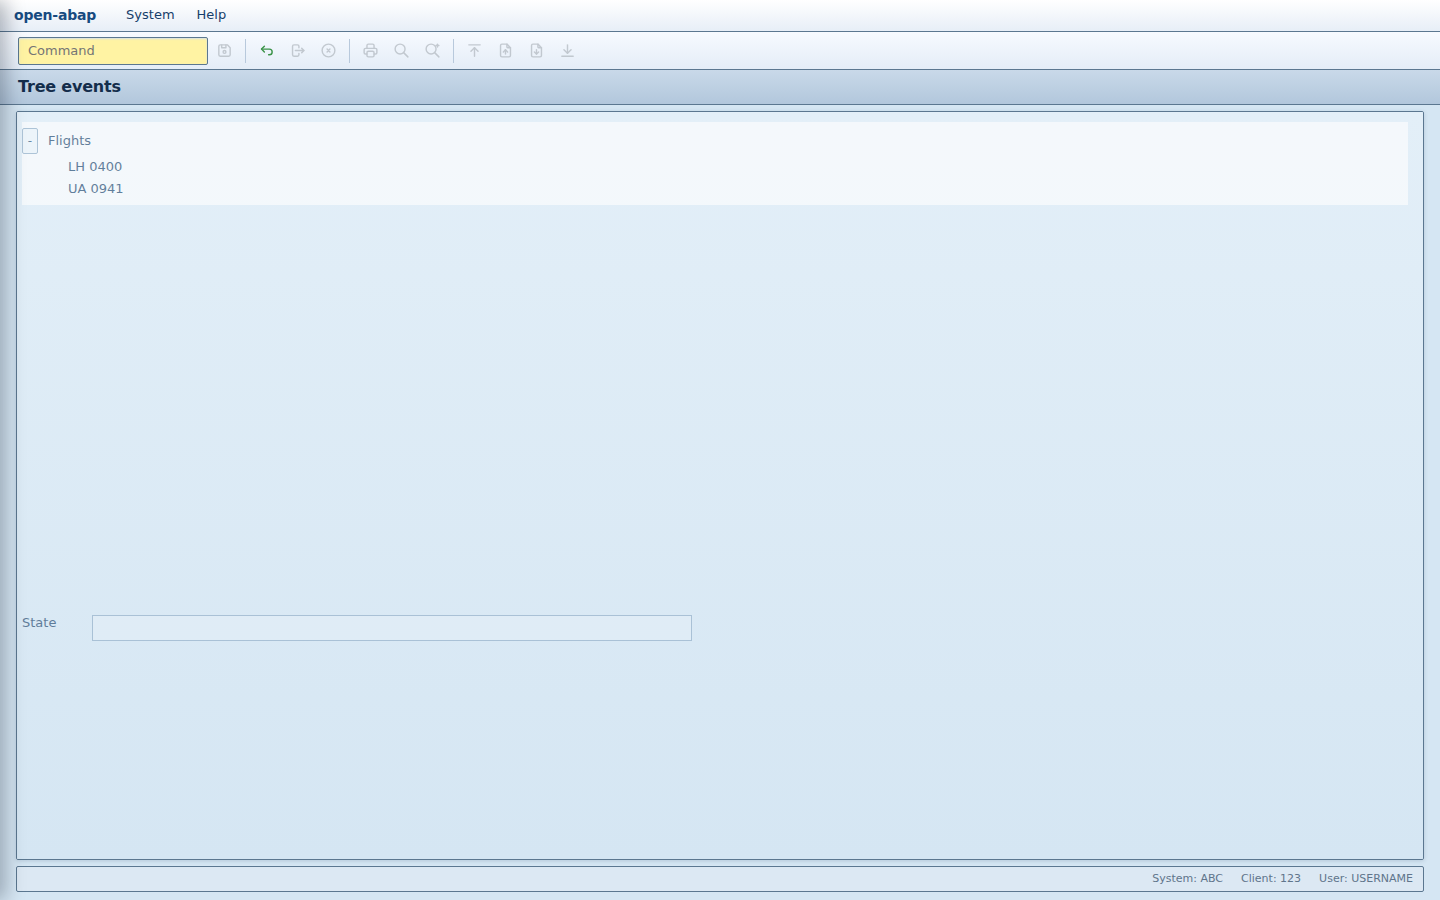 open-abap System Help
Command
Tree events
- Flights
LH 0400
UA 0941
State
System: ABC Client: 123 User: USERNAME